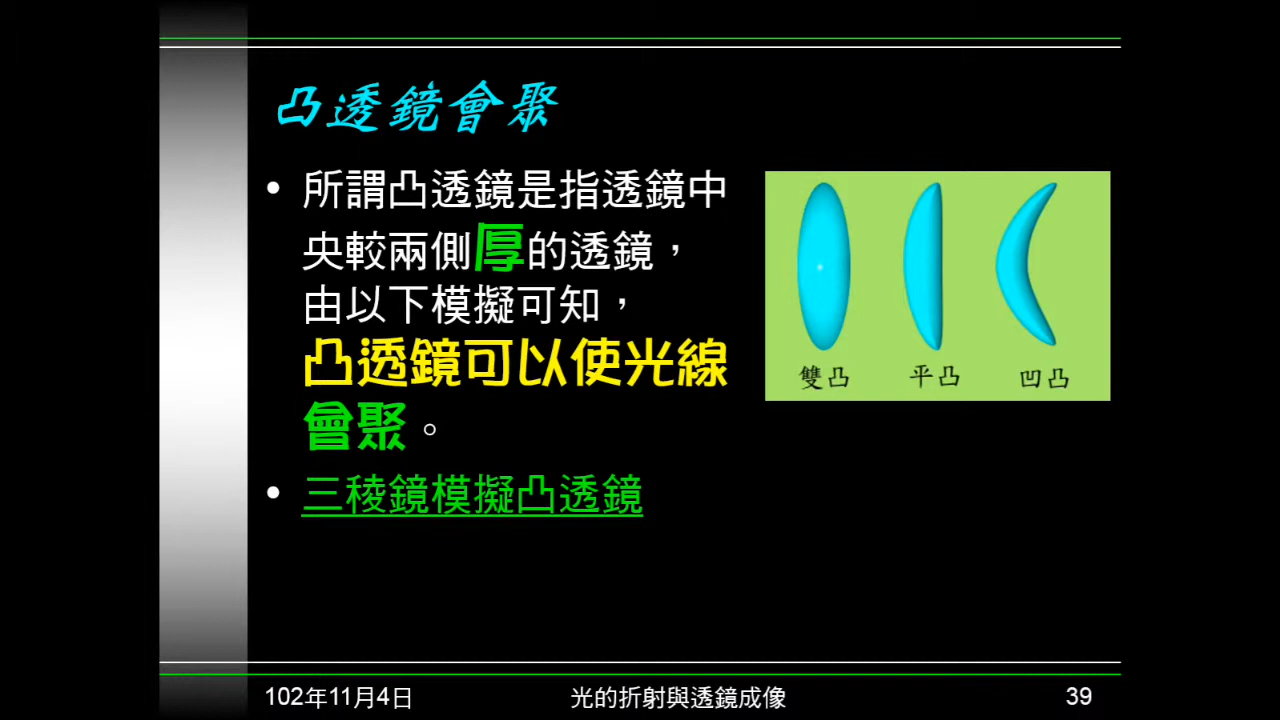 凸透鏡會聚
• 所謂凸透鏡是指透鏡中
央較兩側厚的透鏡，
由以下模擬可知，
凸透鏡可以使光線
會聚。
• 三稜鏡模擬凸透鏡
雙凸 平凸 凹凸
102年11月4日 光的折射與透鏡成像 39